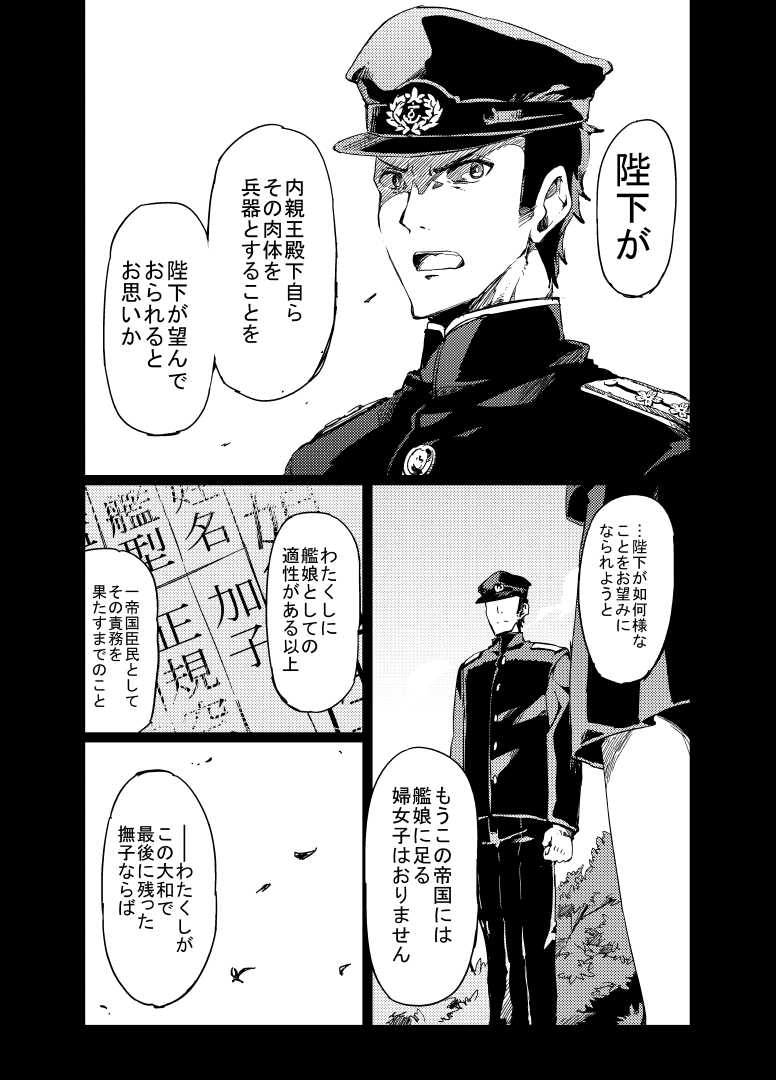 陛下が
内親王殿下自ら
その肉体を
兵器とすることを
陛下が望んで
おられると
お思いか
…陛下が如何様な
ことをお望みに
なられようと
もうこの帝国には
艦娘に足る
婦女子はおりません
わたくしに
艦娘としての
適性がある以上
一帝国臣民として
その責務を
果たすまでのこと
姓名
加子
艦型
正規空
――わたくしが
この大和で
最後に残った
撫子ならば